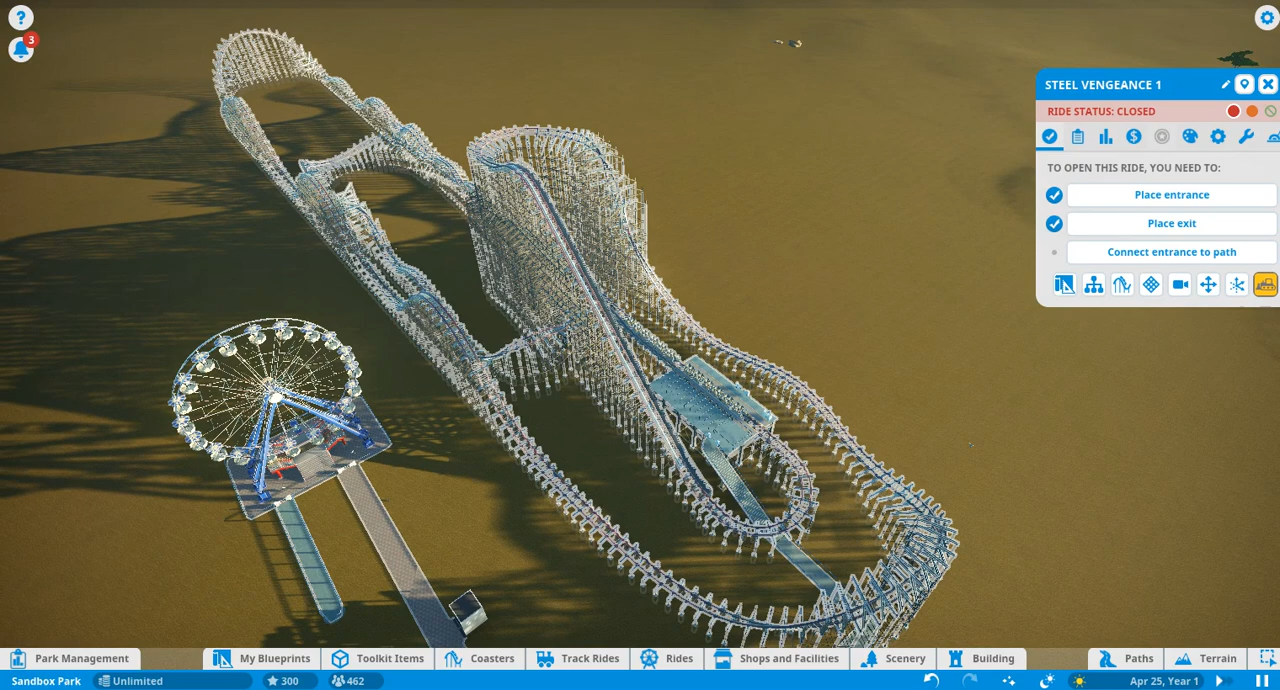 ?
3
STEEL VENGEANCE 1
RIDE STATUS: CLOSED
TO OPEN THIS RIDE, YOU NEED TO:
Place entrance
Place exit
Connect entrance to path
Park Management
My Blueprints
Toolkit Items
Coasters
Track Rides
Rides
Shops and Facilities
Scenery
Building
Paths
Terrain
Sandbox Park
Unlimited
300
462
Apr 25, Year 1